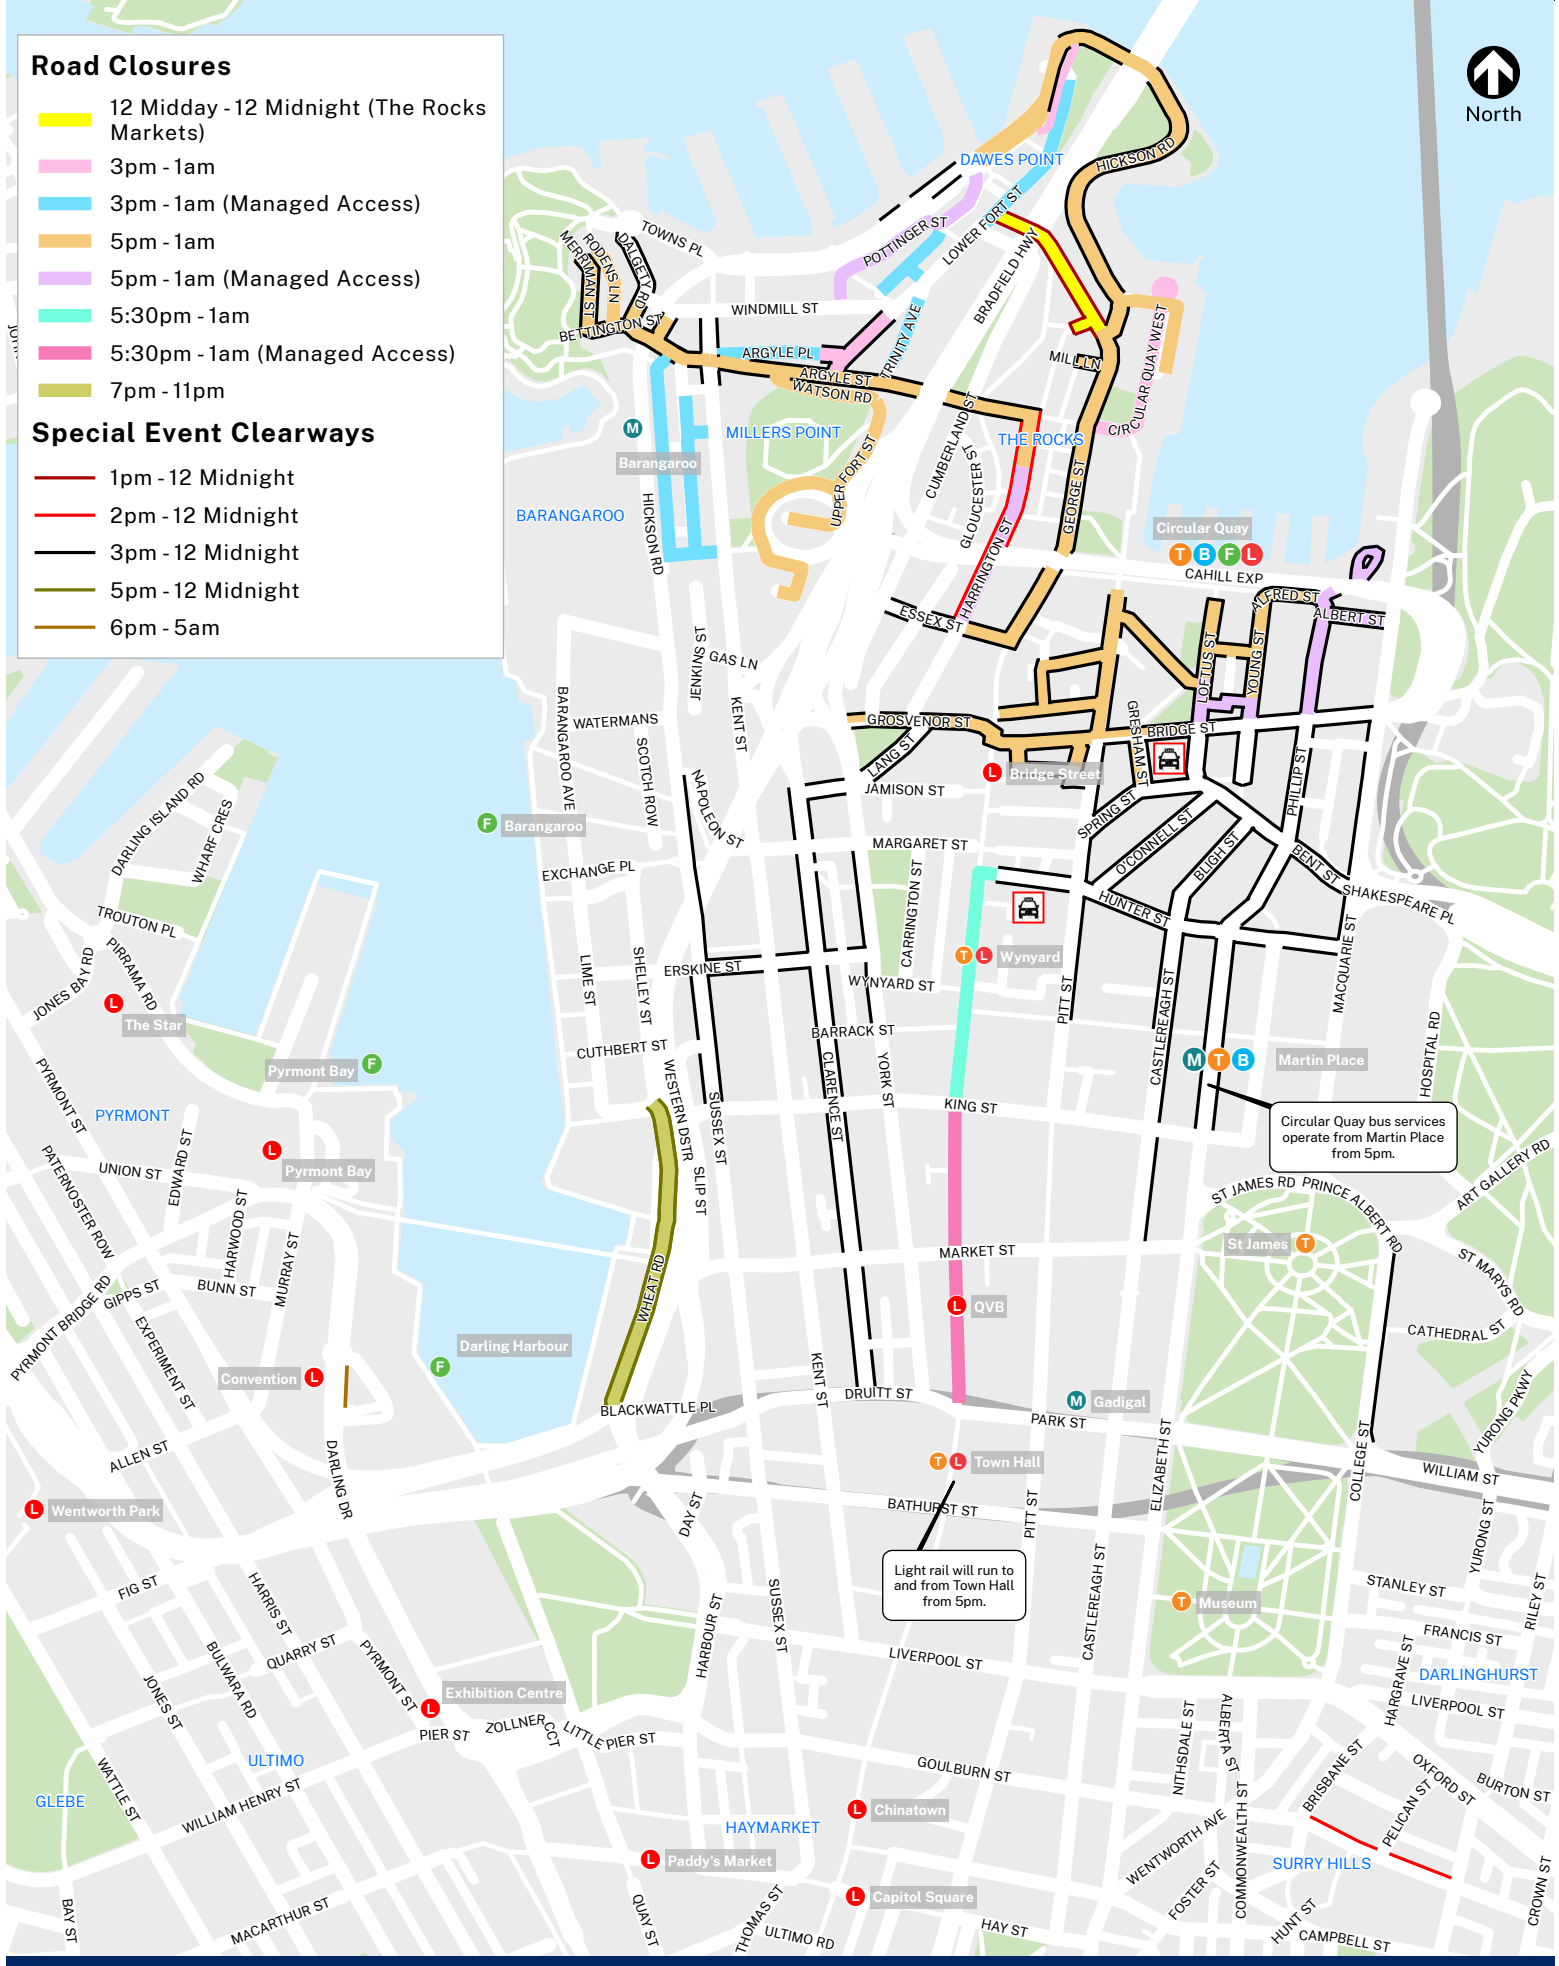 Road Closures
12 Midday - 12 Midnight (The Rocks
Markets)
3pm - 1am
3pm - 1am (Managed Access)
5pm - 1am
5pm - 1am (Managed Access)
5:30pm - 1am
5:30pm - 1am (Managed Access)
7pm - 11pm
Special Event Clearways
1pm - 12 Midnight
2pm - 12 Midnight
3pm - 12 Midnight
5pm - 12 Midnight
6pm - 5am
North
DAWES POINT
HICKSON RD
LOWER FORT ST
POTTINGER ST
TOWNS PL
DALGETY RD
RODENS LN
MERRIMAN ST
BETTINGTON ST
WINDMILL ST
BRADFIELD HWY
TRINITY AVE
ARGYLE PL
ARGYLE ST
WATSON RD
MILL LN
CIRCULAR QUAY WEST
CIR
M
Barangaroo
MILLERS POINT
THE ROCKS
CUMBERLAND ST
GLOUCESTER ST
UPPER FORT ST
GEORGE ST
BARANGAROO
HICKSON RD
HARRINGTON ST
Circular Quay
T
B
F
L
CAHILL EXP
ALFRED ST
ALBERT ST
ESSEX ST
LOFTUS ST
YOUNG ST
JENKINS ST
GAS LN
KENT ST
BARANGAROO AVE
WATERMANS
SCOTCH ROW
GROSVENOR ST
LANG ST
GRESHAM ST
BRIDGE ST
PHILLIP ST
L
Bridge Street
JAMISON ST
NAPOLEON ST
F
Barangaroo
MARGARET ST
SPRING ST
O'CONNELL ST
BLIGH ST
BENT ST
SHAKESPEARE PL
DARLING ISLAND RD
WHARF CRES
EXCHANGE PL
CARRINGTON ST
HUNTER ST
MACQUARIE ST
TROUTON PL
PIRRAMA RD
JONES BAY RD
L
The Star
LIME ST
SHELLEY ST
ERSKINE ST
WYNYARD ST
T
L
Wynyard
PITT ST
CASTLEREAGH ST
HOSPITAL RD
Pyrmont Bay
F
CUTHBERT ST
BARRACK ST
CLARENCE ST
YORK ST
M
T
B
Martin Place
PYRMONT ST
PYRMONT
WESTERN DSTR
SUSSEX ST
KING ST
Circular Quay bus services
operate from Martin Place
from 5pm.
L
Pyrmont Bay
UNION ST
EDWARD ST
PATERNOSTER ROW
SLIP ST
ST JAMES RD
PRINCE ALBERT RD
ART GALLERY RD
HARWOOD ST
MURRAY ST
BUNN ST
GIPPS ST
PYRMONT BRIDGE RD
WHEAT RD
MARKET ST
St James
T
ST MARYS RD
CATHEDRAL ST
L
QVB
EXPERIMENT ST
Convention
L
F
Darling Harbour
KENT ST
DRUITT ST
BLACKWATTLE PL
M
Gadigal
PARK ST
YURONG PKWY
COLLEGE ST
ELIZABETH ST
WILLIAM ST
ALLEN ST
DARLING DR
T
L
Town Hall
BATHURST ST
PITT ST
L
Wentworth Park
DAY ST
Light rail will run to
and from Town Hall
from 5pm.
YURONG ST
STANLEY ST
RILEY ST
FRANCIS ST
T
Museum
FIG ST
HARRIS ST
SUSSEX ST
HARBOUR ST
CASTLEREAGH ST
LIVERPOOL ST
QUARRY ST
BULWARA RD
JONES ST
PYRMONT ST
HARGRAVE ST
DARLINGHURST
LIVERPOOL ST
Exhibition Centre
L
PIER ST
ZOLLNER CCT
LITTLE PIER ST
ULTIMO
GLEBE
WATTLE ST
WILLIAM HENRY ST
GOULBURN ST
NITHSDALE ST
ALBERTA ST
BRISBANE ST
OXFORD ST
PELICAN ST
BURTON ST
L
Chinatown
HAYMARKET
L
Paddy's Market
WENTWORTH AVE
COMMONWEALTH ST
SURRY HILLS
L
Capitol Square
FOSTER ST
HUNT ST
CROWN ST
BAY ST
MACARTHUR ST
QUAY ST
THOMAS ST
ULTIMO RD
HAY ST
CAMPBELL ST